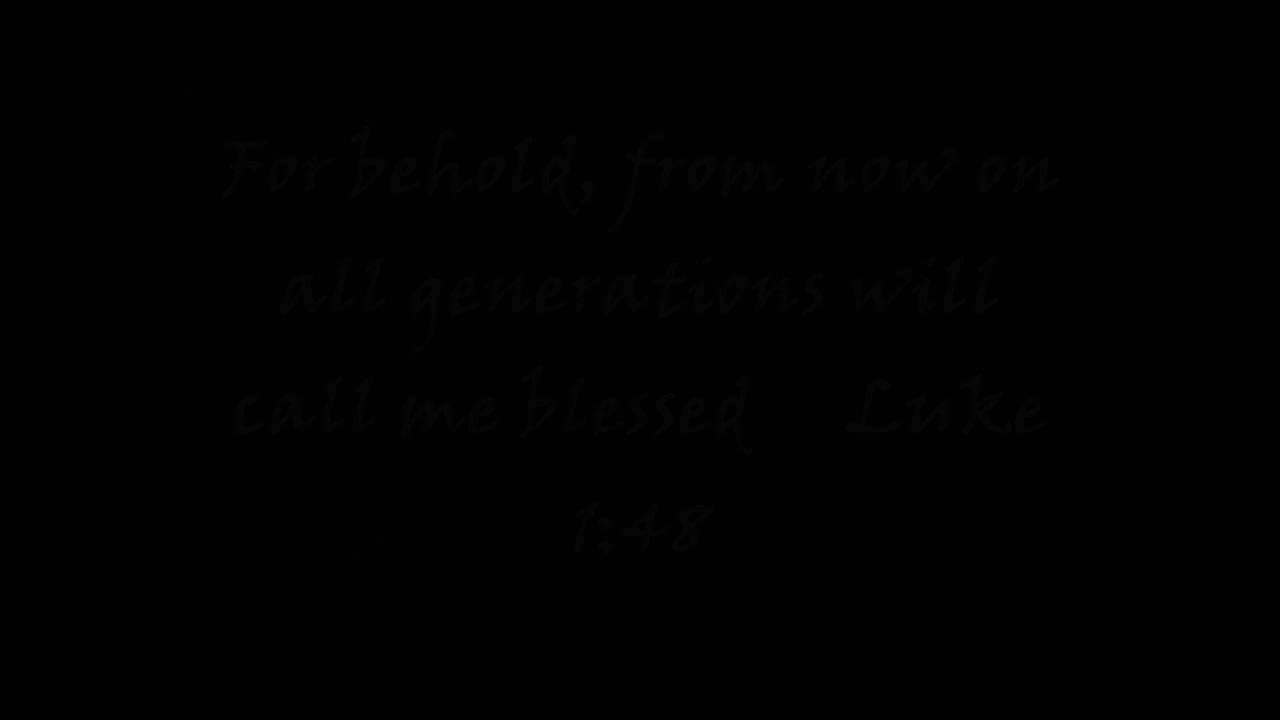 For behold, from now on
all generations will
call me blessed Luke
1:48